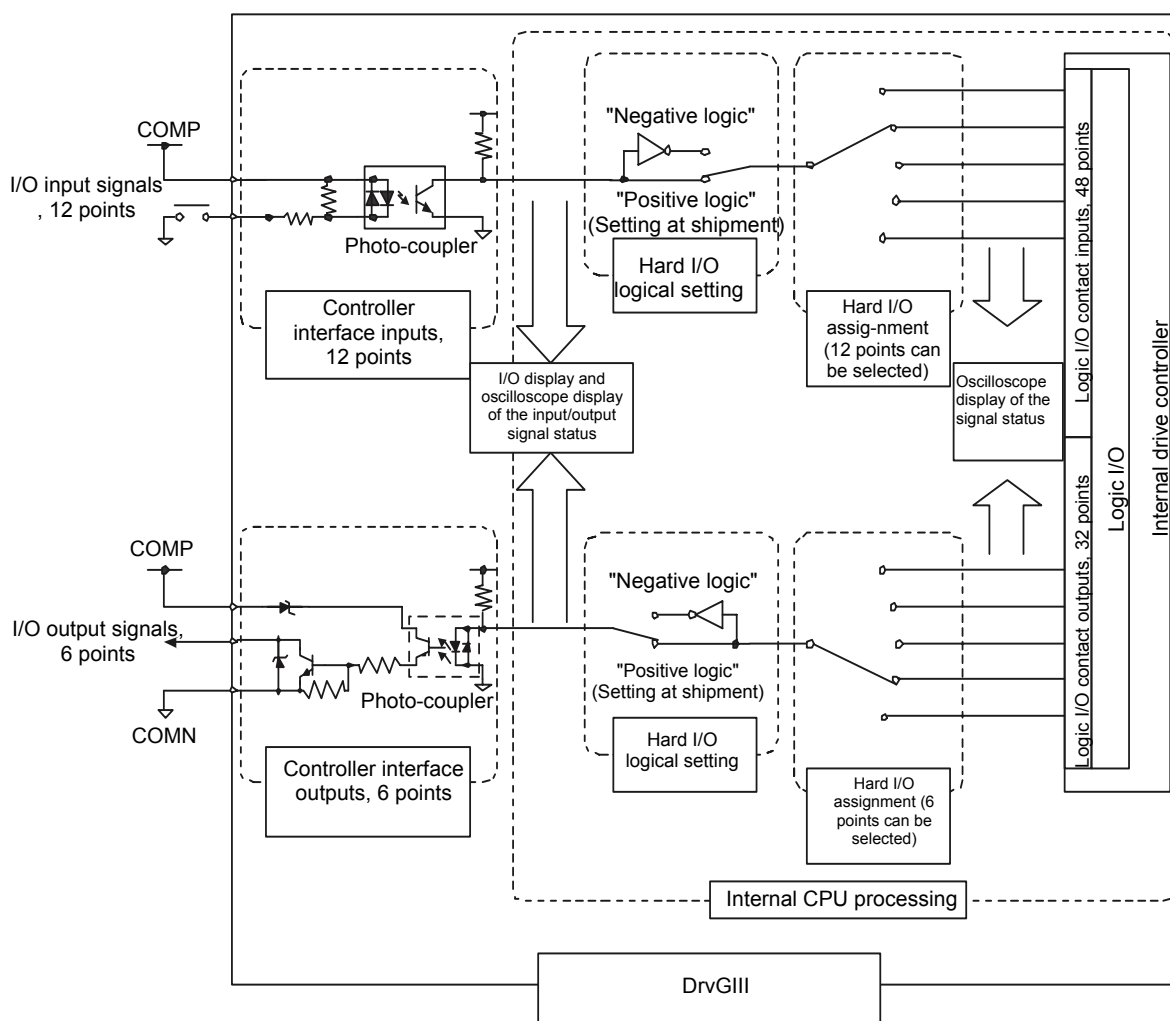 COMP
I/O input signals
, 12 points
Photo-coupler
Controller
interface inputs,
12 points
"Negative logic"
"Positive logic"
(Setting at shipment)
Hard I/O
logical setting
Hard I/O
assig-nment
(12 points can
be selected)
I/O display and
oscilloscope display
of the input/output
signal status
Oscilloscope
display of the
signal status
Logic I/O contact inputs, 48 points
Logic I/O contact outputs, 32 points
Logic I/O
Internal drive controller
COMP
I/O output signals,
6 points
COMN
Photo-coupler
Controller interface
outputs, 6 points
"Negative logic"
"Positive logic"
(Setting at shipment)
Hard I/O
logical setting
Hard I/O
assignment (6
points can be
selected)
Internal CPU processing
DrvGIII